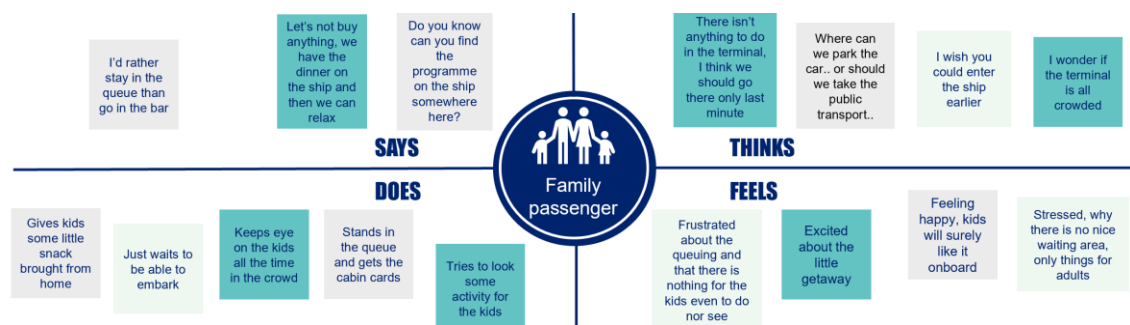 I'd rather
stay in the
queue than
go in the bar
Let's not buy
anything, we
have the
dinner on
the ship and
then we can
relax
Do you know
can you find
the
programme
on the ship
somewhere
here?
SAYS
There isn't
anything to do
in the terminal,
I think we
should go
there only last
minute
Where can
we park the
car.. or should
we take the
public
transport..
I wish you
could enter
the ship
earlier
I wonder if
the terminal
is all
crowded
THINKS
Family
passenger
DOES
Gives kids
some little
snack
brought from
home
Just waits to
be able to
embark
Keeps eye
on the kids
all the time
in the crowd
Stands in
the queue
and gets the
cabin cards
Tries to look
some
activity for
the kids
FEELS
Frustrated
about the
queuing and
that there is
nothing for the
kids even to do
nor see
Excited
about the
little
getaway
Feeling
happy, kids
will surely
like it
onboard
Stressed, why
there is no nice
waiting area,
only things for
adults